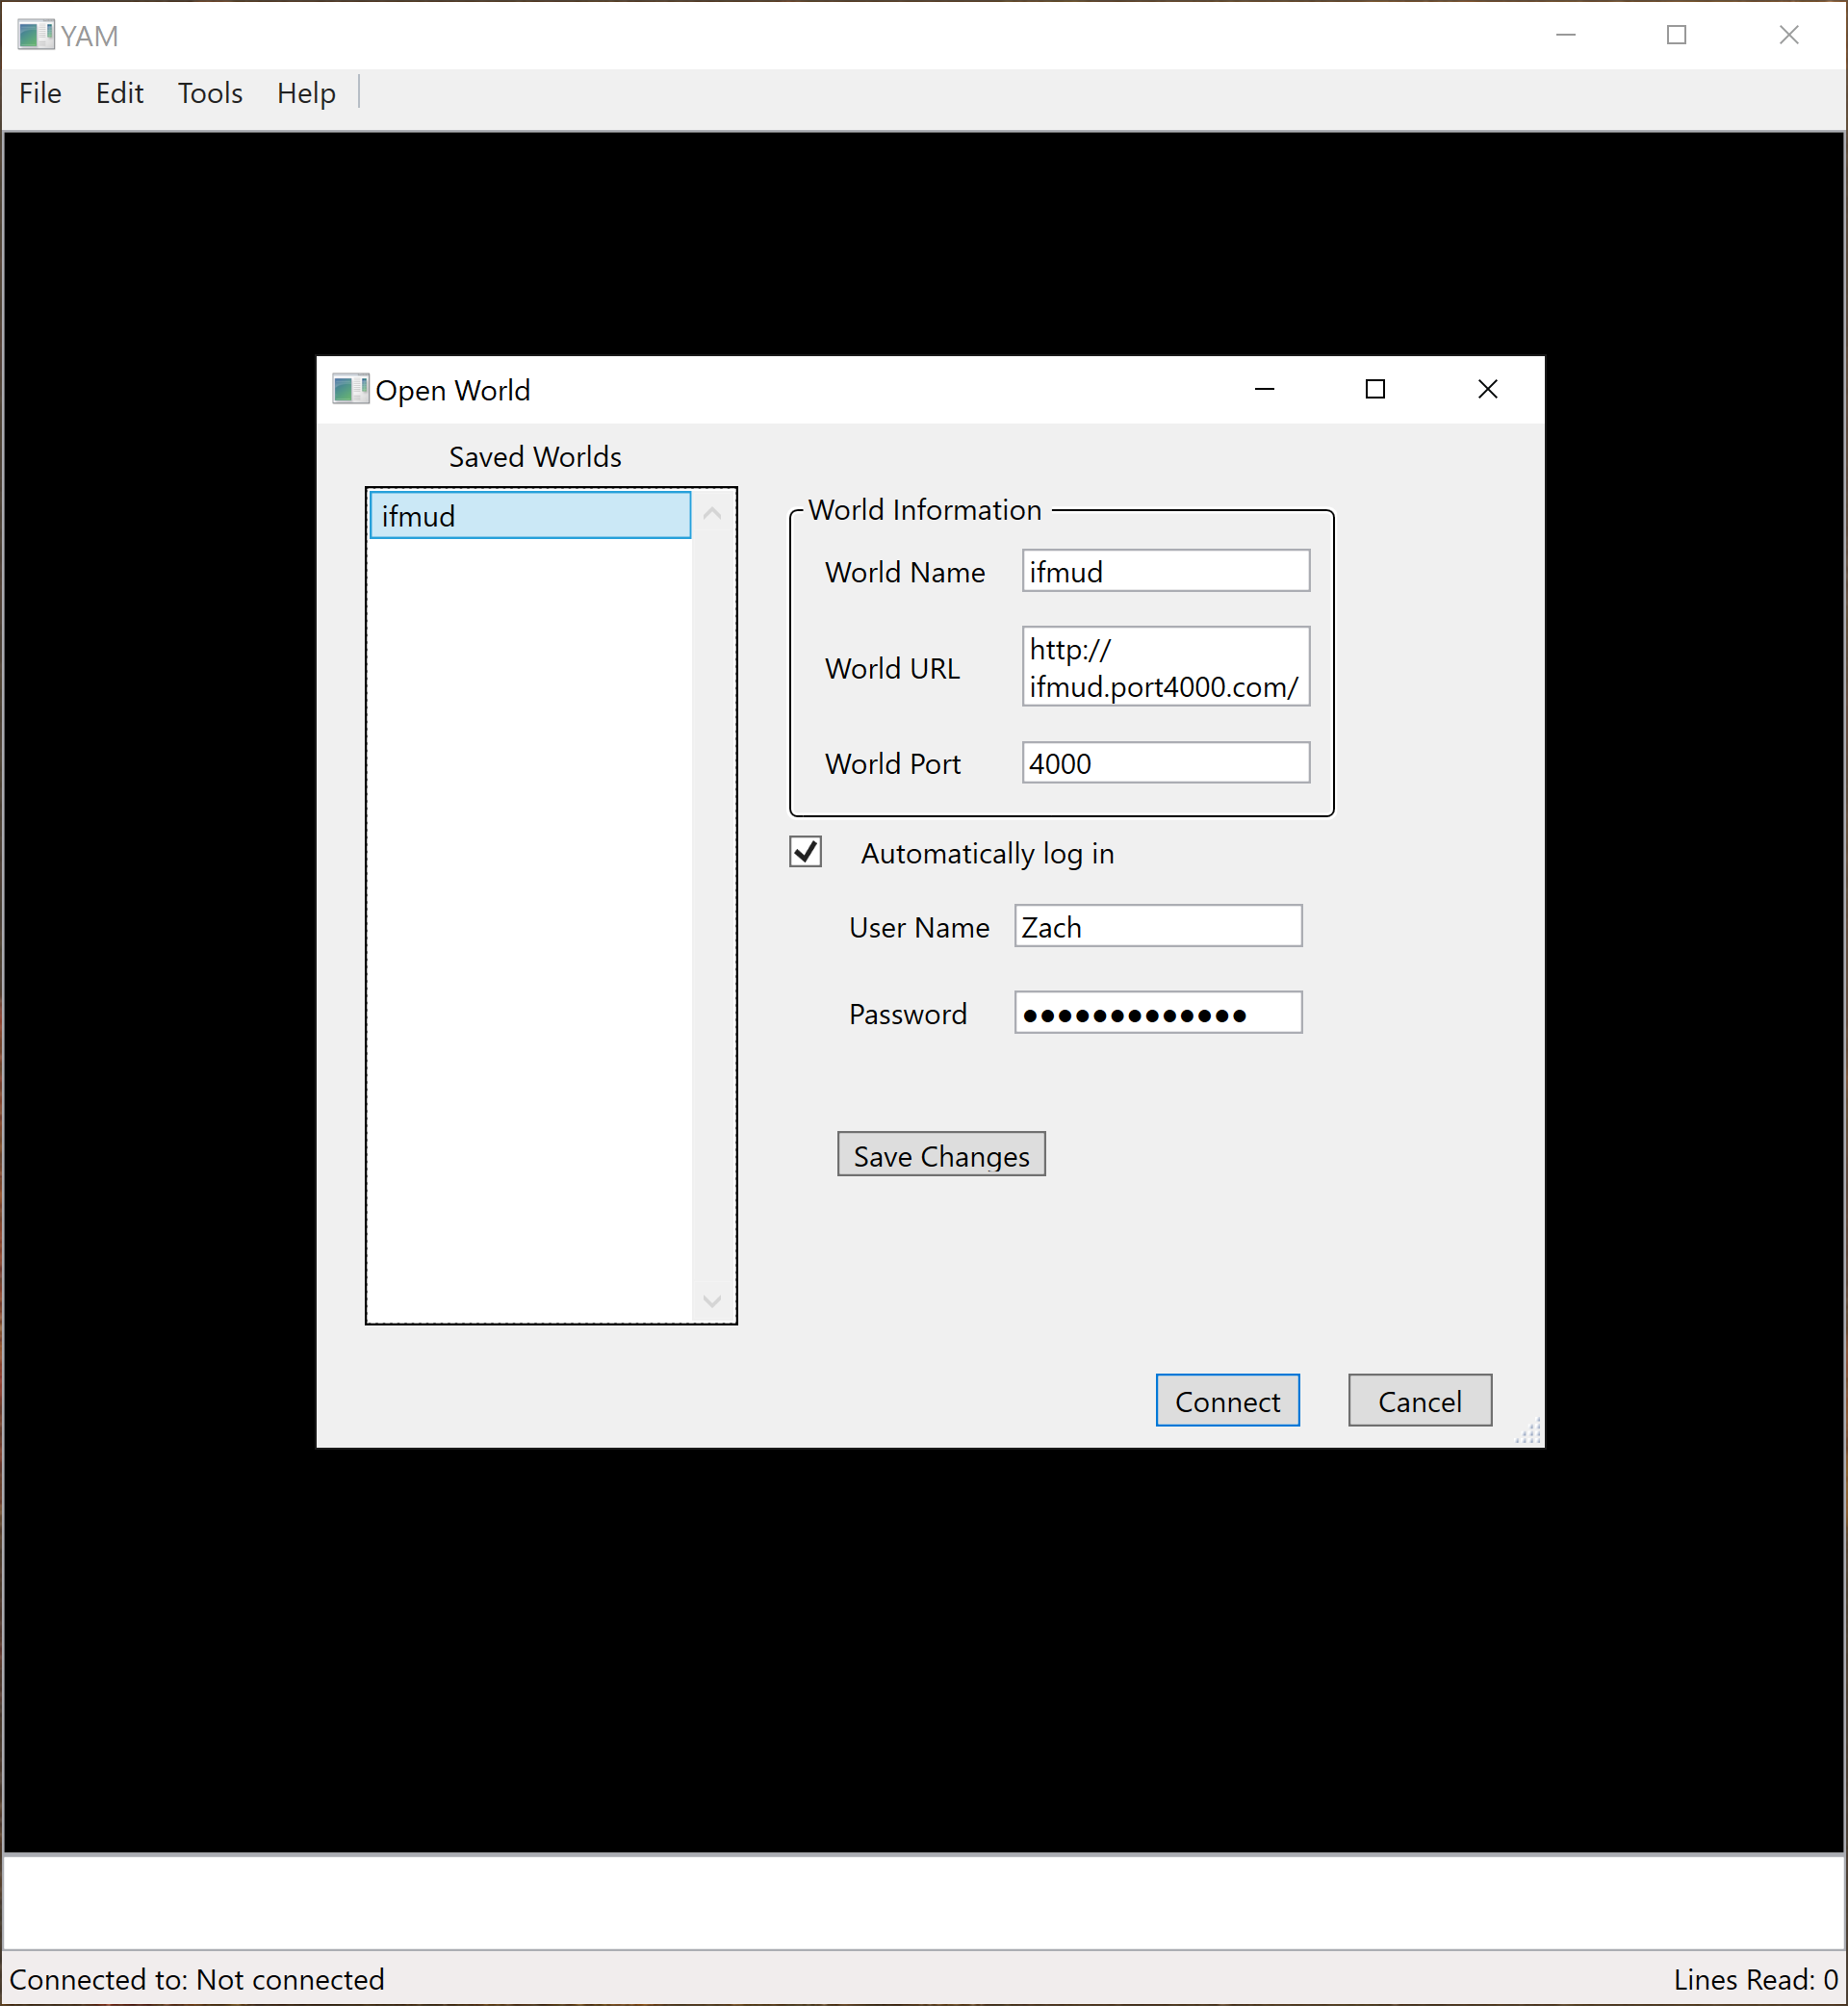 YAM
File Edit Tools Help
Open World
Saved Worlds
ifmud
World Information
World Name ifmud
World URL http://
ifmud.port4000.com/
World Port 4000
Automatically log in
User Name Zach
Password ●●●●●●●●●●●●●
Save Changes
Connect Cancel
Connected to: Not connected Lines Read: 0